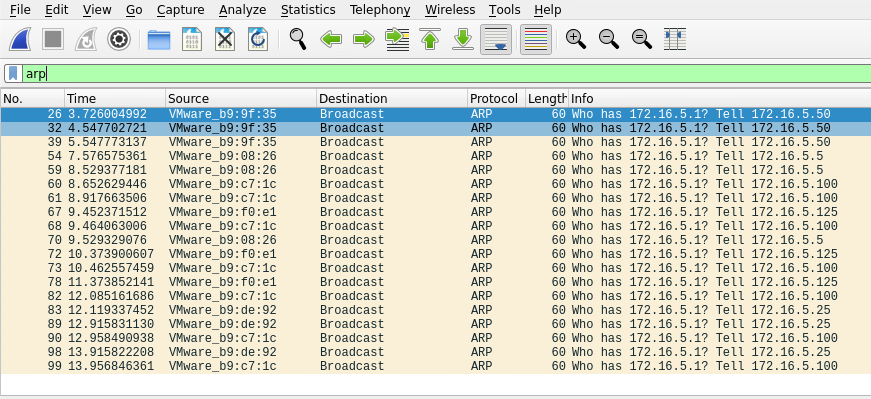 File Edit View Go Capture Analyze Statistics Telephony Wireless Tools Help
arp
No. Time Source Destination Protocol Length Info
26 3.726004992 VMware_b9:9f:35 Broadcast ARP 60 Who has 172.16.5.1? Tell 172.16.5.50
32 4.547702721 VMware_b9:9f:35 Broadcast ARP 60 Who has 172.16.5.1? Tell 172.16.5.50
39 5.547773137 VMware_b9:9f:35 Broadcast ARP 60 Who has 172.16.5.1? Tell 172.16.5.50
54 7.576575361 VMware_b9:08:26 Broadcast ARP 60 Who has 172.16.5.1? Tell 172.16.5.5
59 8.529377181 VMware_b9:08:26 Broadcast ARP 60 Who has 172.16.5.1? Tell 172.16.5.5
60 8.652629446 VMware_b9:c7:1c Broadcast ARP 60 Who has 172.16.5.1? Tell 172.16.5.100
61 8.917663506 VMware_b9:c7:1c Broadcast ARP 60 Who has 172.16.5.1? Tell 172.16.5.100
67 9.452371512 VMware_b9:f0:e1 Broadcast ARP 60 Who has 172.16.5.1? Tell 172.16.5.125
68 9.464063006 VMware_b9:c7:1c Broadcast ARP 60 Who has 172.16.5.1? Tell 172.16.5.100
70 9.529329076 VMware_b9:08:26 Broadcast ARP 60 Who has 172.16.5.1? Tell 172.16.5.5
72 10.373900607 VMware_b9:f0:e1 Broadcast ARP 60 Who has 172.16.5.1? Tell 172.16.5.125
73 10.462557459 VMware_b9:c7:1c Broadcast ARP 60 Who has 172.16.5.1? Tell 172.16.5.100
78 11.373852141 VMware_b9:f0:e1 Broadcast ARP 60 Who has 172.16.5.1? Tell 172.16.5.125
82 12.085161686 VMware_b9:c7:1c Broadcast ARP 60 Who has 172.16.5.1? Tell 172.16.5.100
83 12.119337452 VMware_b9:de:92 Broadcast ARP 60 Who has 172.16.5.1? Tell 172.16.5.25
89 12.915831130 VMware_b9:de:92 Broadcast ARP 60 Who has 172.16.5.1? Tell 172.16.5.25
90 12.958490938 VMware_b9:c7:1c Broadcast ARP 60 Who has 172.16.5.1? Tell 172.16.5.100
98 13.915822208 VMware_b9:de:92 Broadcast ARP 60 Who has 172.16.5.1? Tell 172.16.5.25
99 13.956846361 VMware_b9:c7:1c Broadcast ARP 60 Who has 172.16.5.1? Tell 172.16.5.100